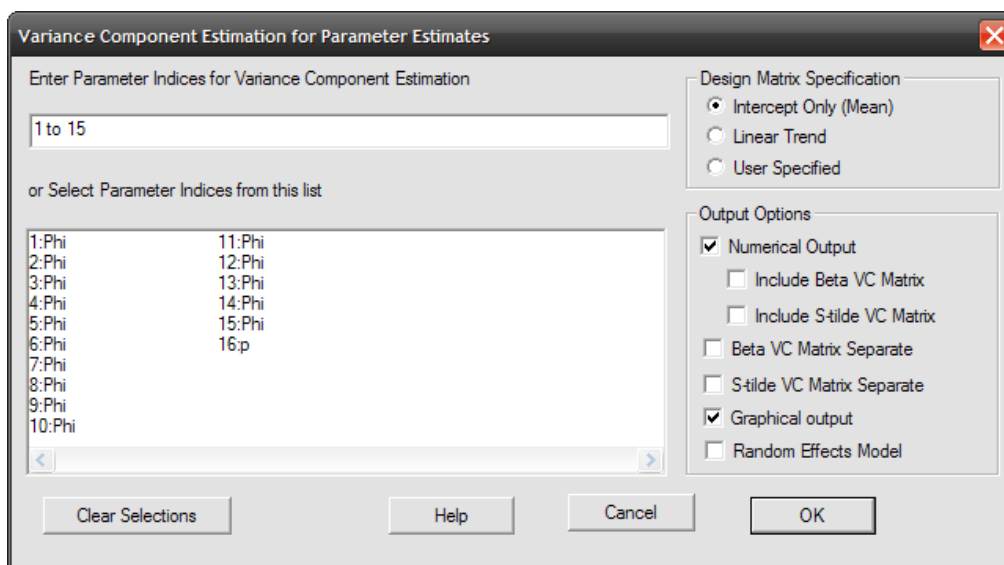 Variance Component Estimation for Parameter Estimates
Enter Parameter Indices for Variance Component Estimation
1 to 15
or Select Parameter Indices from this list
1:Phi
2:Phi
3:Phi
4:Phi
5:Phi
6:Phi
7:Phi
8:Phi
9:Phi
10:Phi
11:Phi
12:Phi
13:Phi
14:Phi
15:Phi
16:p
Design Matrix Specification
Intercept Only (Mean)
Linear Trend
User Specified
Output Options
Numerical Output
Include Beta VC Matrix
Include S-tilde VC Matrix
Beta VC Matrix Separate
S-tilde VC Matrix Separate
Graphical output
Random Effects Model
Clear Selections
Help
Cancel
OK